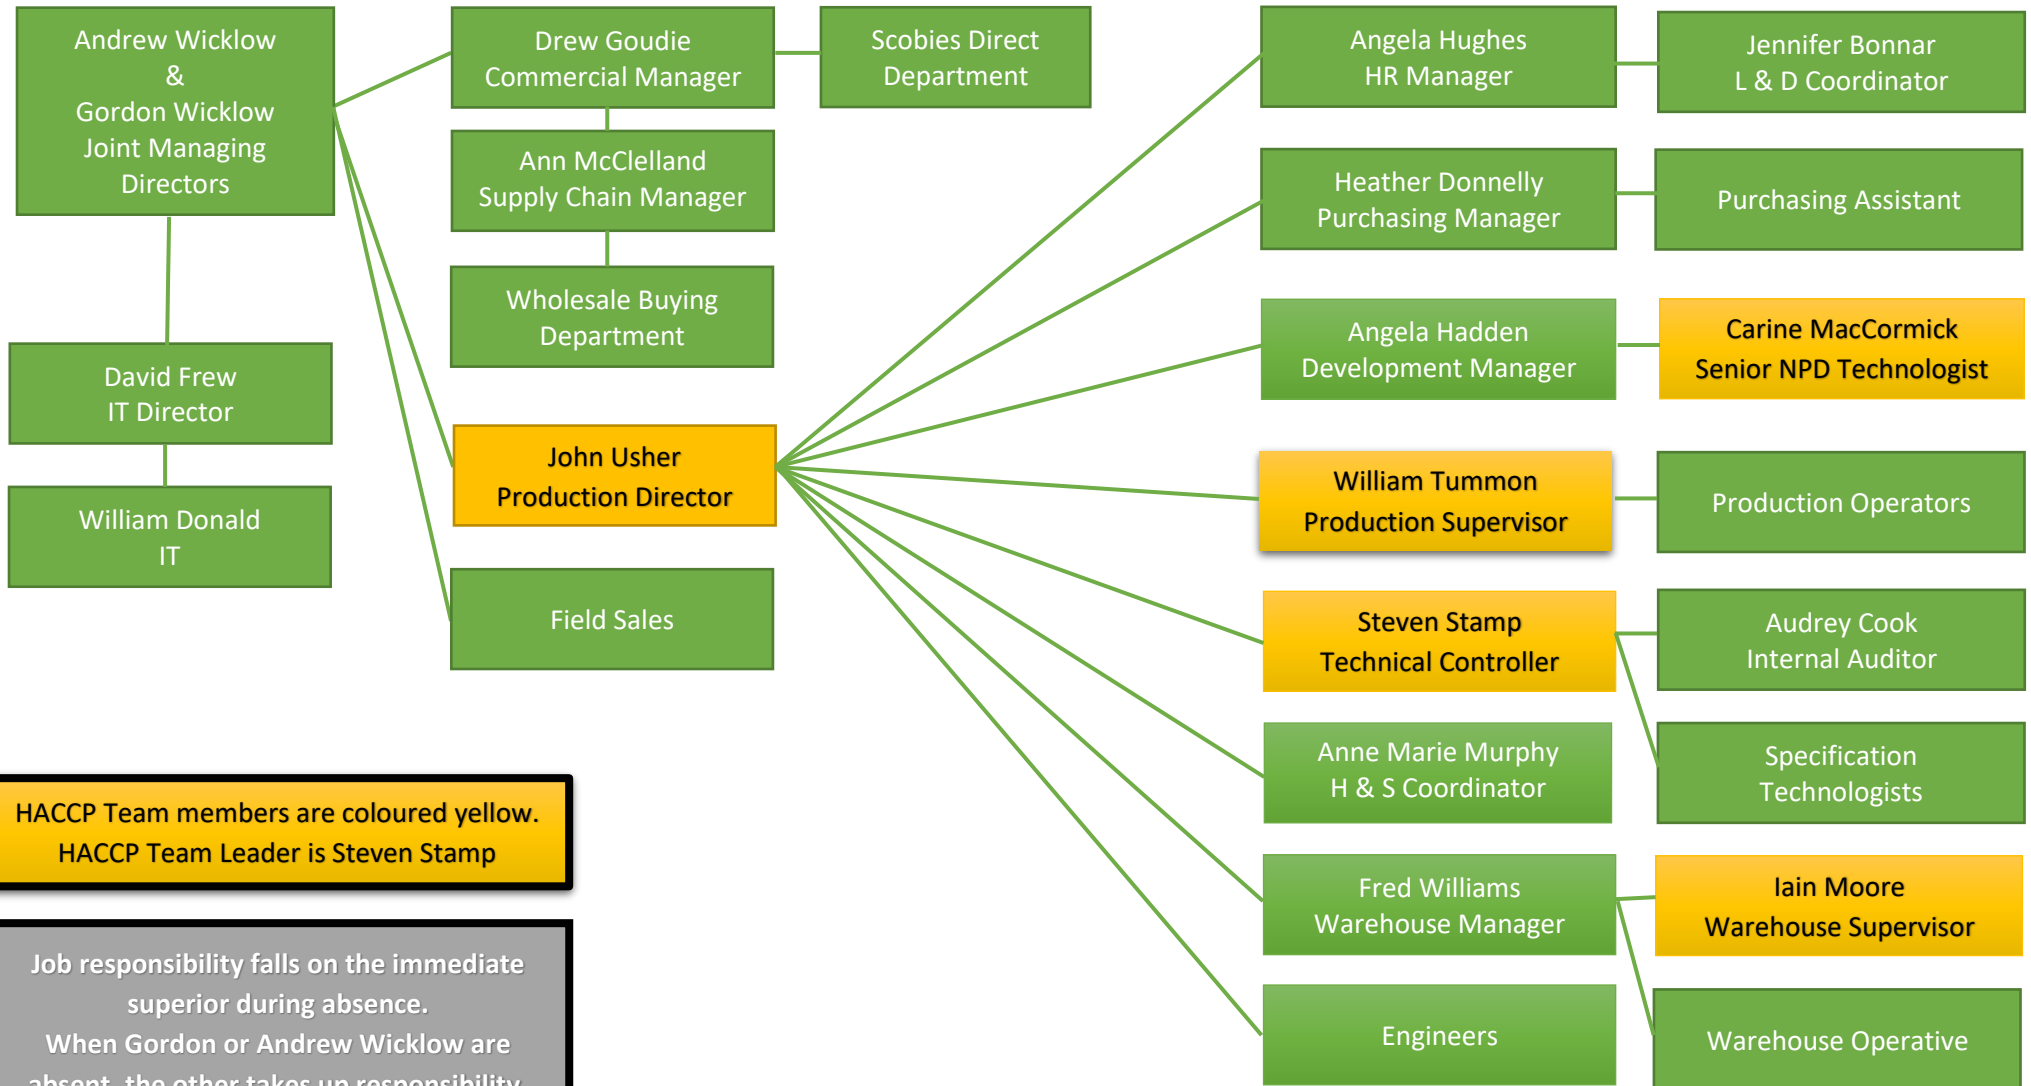 Andrew Wicklow
&
Gordon Wicklow
Joint Managing
Directors
Drew Goudie
Commercial Manager
Scobies Direct
Department
Ann McClelland
Supply Chain Manager
Wholesale Buying
Department
David Frew
IT Director
William Donald
IT
John Usher
Production Director
Field Sales
Angela Hughes
HR Manager
Jennifer Bonnar
L & D Coordinator
Heather Donnelly
Purchasing Manager
Purchasing Assistant
Angela Hadden
Development Manager
Carine MacCormick
Senior NPD Technologist
William Tummon
Production Supervisor
Production Operators
Steven Stamp
Technical Controller
Audrey Cook
Internal Auditor
Specification
Technologists
Anne Marie Murphy
H & S Coordinator
Fred Williams
Warehouse Manager
Iain Moore
Warehouse Supervisor
Warehouse Operative
Engineers
HACCP Team members are coloured yellow.
HACCP Team Leader is Steven Stamp
Job responsibility falls on the immediate
superior during absence.
When Gordon or Andrew Wicklow are
absent, the other takes up responsibility